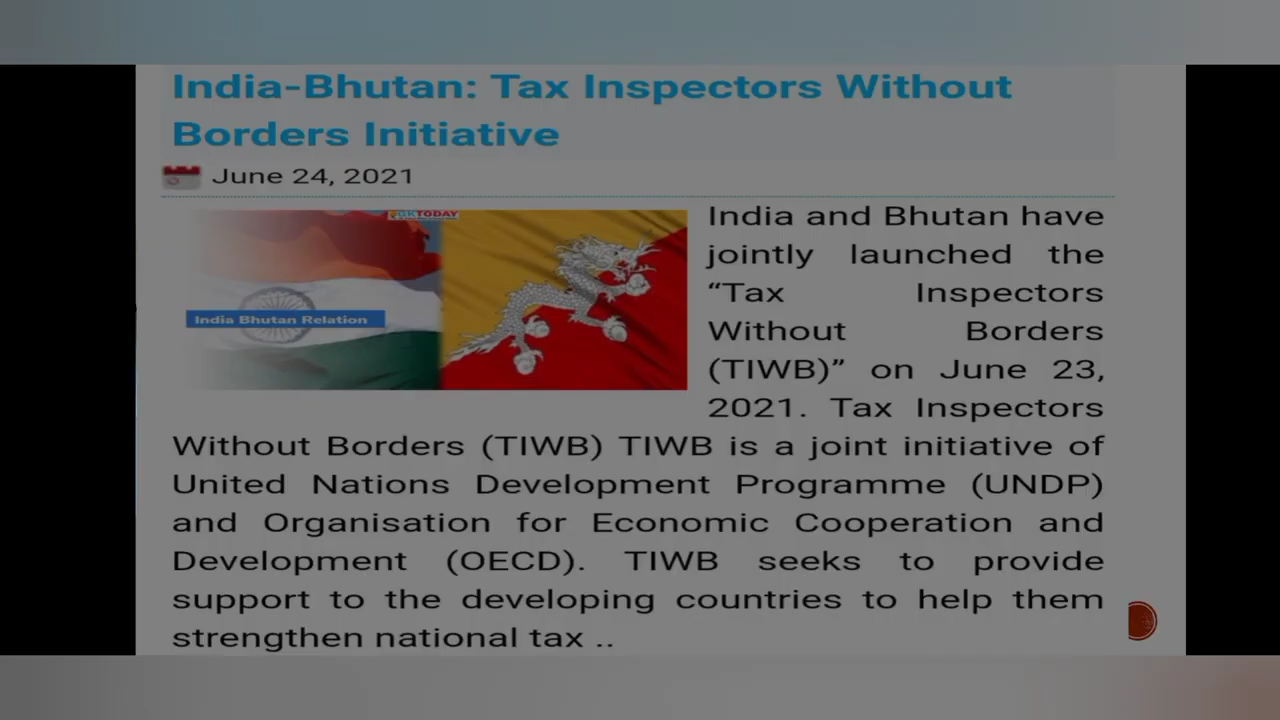 India-Bhutan: Tax Inspectors Without
Borders Initiative
June 24, 2021
GKTODAY
India Bhutan Relation
India and Bhutan have
jointly launched the
“Tax Inspectors
Without Borders
(TIWB)” on June 23,
2021. Tax Inspectors
Without Borders (TIWB) TIWB is a joint initiative of
United Nations Development Programme (UNDP)
and Organisation for Economic Cooperation and
Development (OECD). TIWB seeks to provide
support to the developing countries to help them
strengthen national tax ..